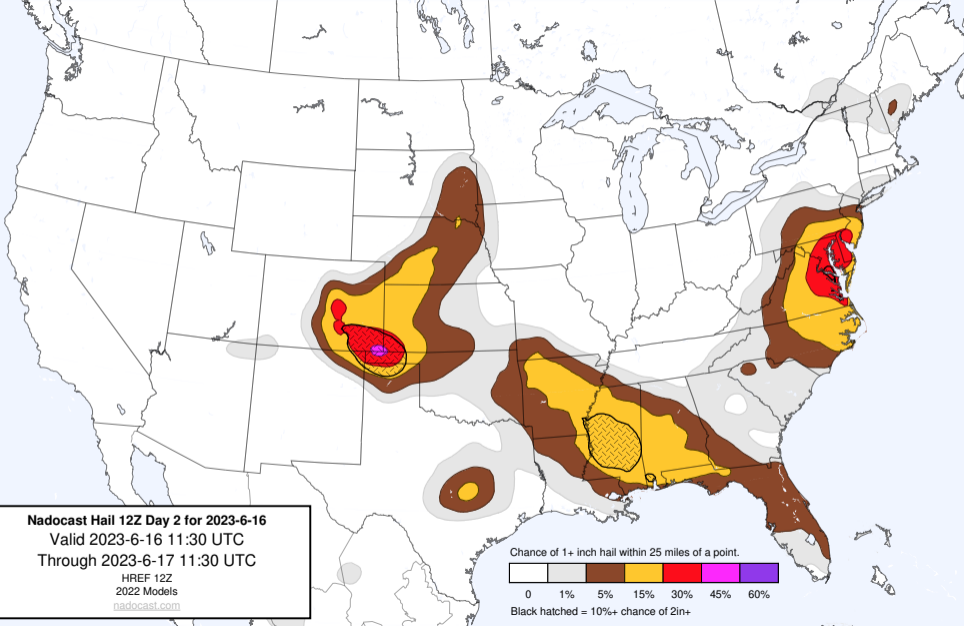 Nadocast Hail 12Z Day 2 for 2023-6-16
Valid 2023-6-16 11:30 UTC
Through 2023-6-17 11:30 UTC
HREF 12Z
2022 Models
nadocast.com
Chance of 1+ inch hail within 25 miles of a point.
0 1% 5% 15% 30% 45% 60%
Black hatched = 10%+ chance of 2in+